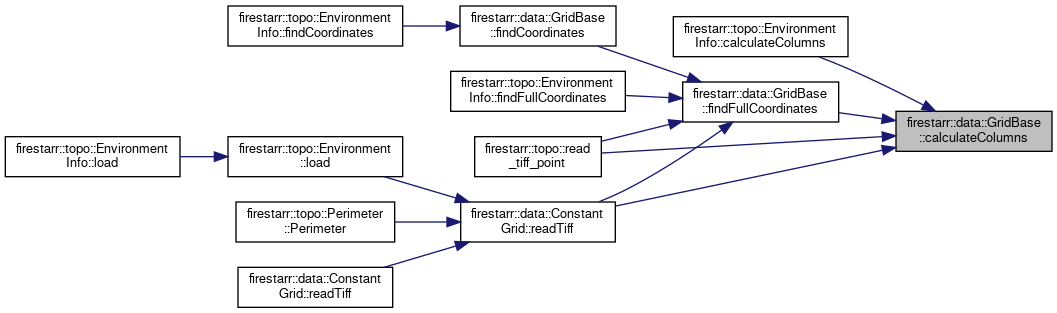 firestarr::topo::Environment
Info::findCoordinates
firestarr::data::GridBase
::findCoordinates
firestarr::topo::Environment
Info::calculateColumns
firestarr::topo::Environment
Info::findFullCoordinates
firestarr::data::GridBase
::findFullCoordinates
firestarr::data::GridBase
::calculateColumns
firestarr::topo::Environment
Info::load
firestarr::topo::Environment
::load
firestarr::topo::read
_tiff_point
firestarr::topo::Perimeter
::Perimeter
firestarr::data::Constant
Grid::readTiff
firestarr::data::Constant
Grid::readTiff